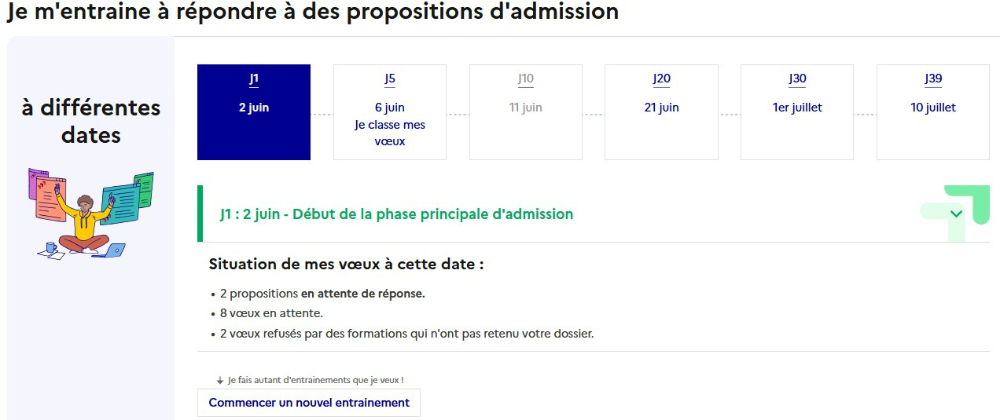 Je m'entraine à répondre à des propositions d'admission
à différentes
dates
J1
2 juin
J5
6 juin
Je classe mes
vœux
J10
11 juin
J20
21 juin
J30
1er juillet
J39
10 juillet
J1 : 2 juin - Début de la phase principale d'admission
Situation de mes vœux à cette date :
• 2 propositions en attente de réponse.
• 8 vœux en attente.
• 2 vœux refusés par des formations qui n'ont pas retenu votre dossier.
Je fais autant d'entrainements que je veux !
Commencer un nouvel entrainement